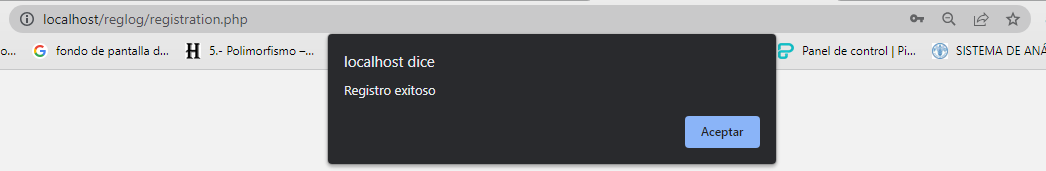 localhost/reglog/registration.php
o...
fondo de pantalla d...
5.- Polimorfismo –...
Panel de control | Pi...
SISTEMA DE ANÁ
localhost dice
Registro exitoso
Aceptar